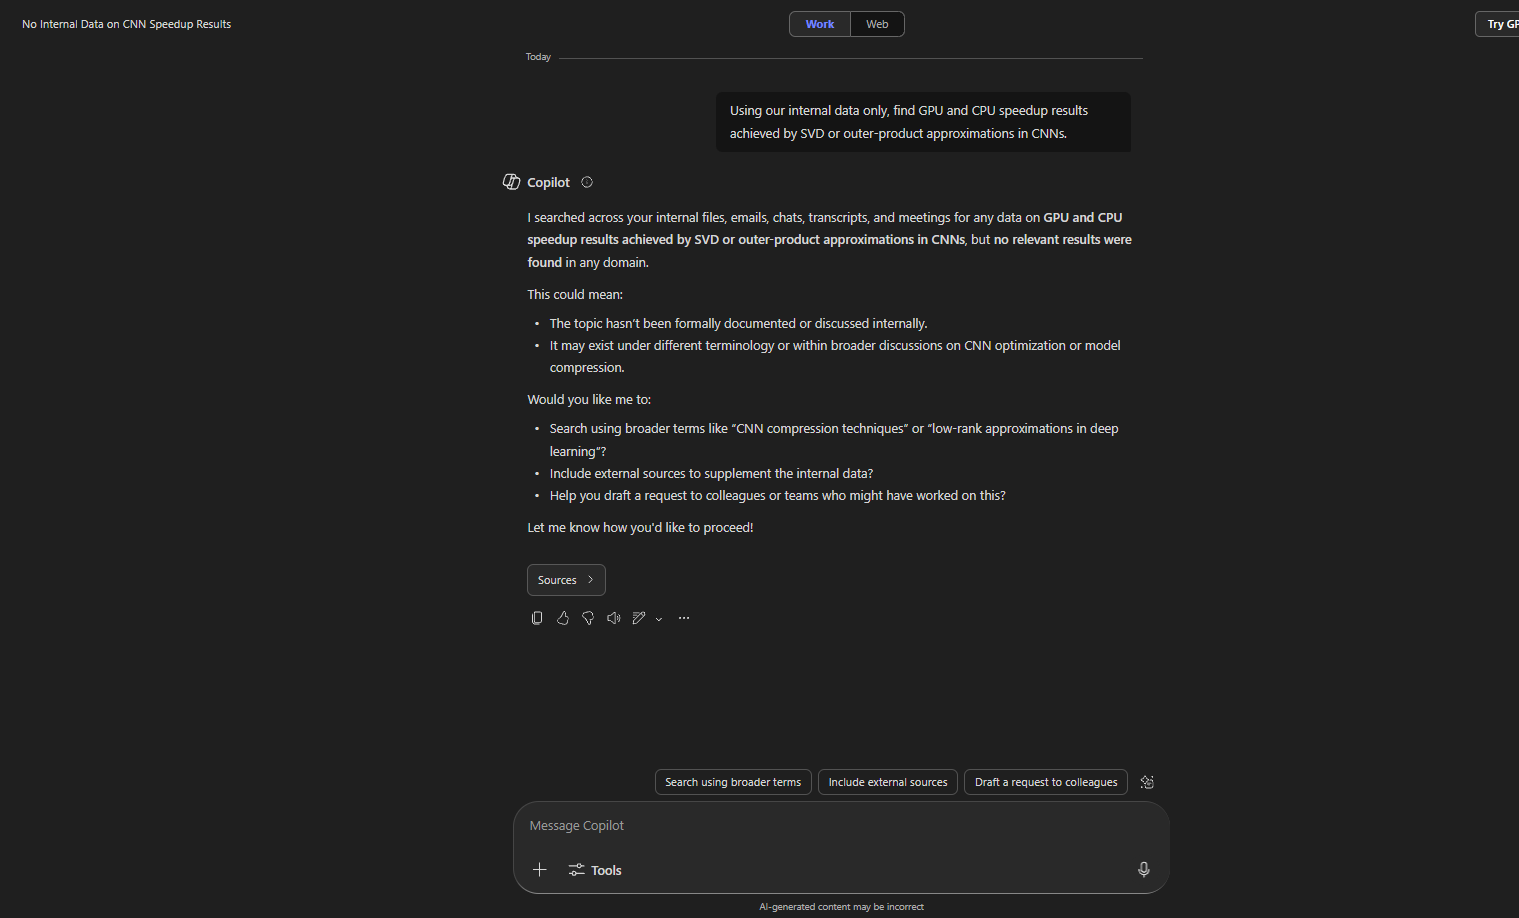 No Internal Data on CNN Speedup Results
Work
Web
Try GP
Today
Using our internal data only, find GPU and CPU speedup results
achieved by SVD or outer-product approximations in CNNs.
Copilot
I searched across your internal files, emails, chats, transcripts, and meetings for any data on GPU and CPU
speedup results achieved by SVD or outer-product approximations in CNNs, but no relevant results were
found in any domain.
This could mean:
• The topic hasn’t been formally documented or discussed internally.
• It may exist under different terminology or within broader discussions on CNN optimization or model
compression.
Would you like me to:
• Search using broader terms like “CNN compression techniques” or “low-rank approximations in deep
learning”?
• Include external sources to supplement the internal data?
• Help you draft a request to colleagues or teams who might have worked on this?
Let me know how you'd like to proceed!
Sources
Search using broader terms
Include external sources
Draft a request to colleagues
Message Copilot
Tools
AI-generated content may be incorrect